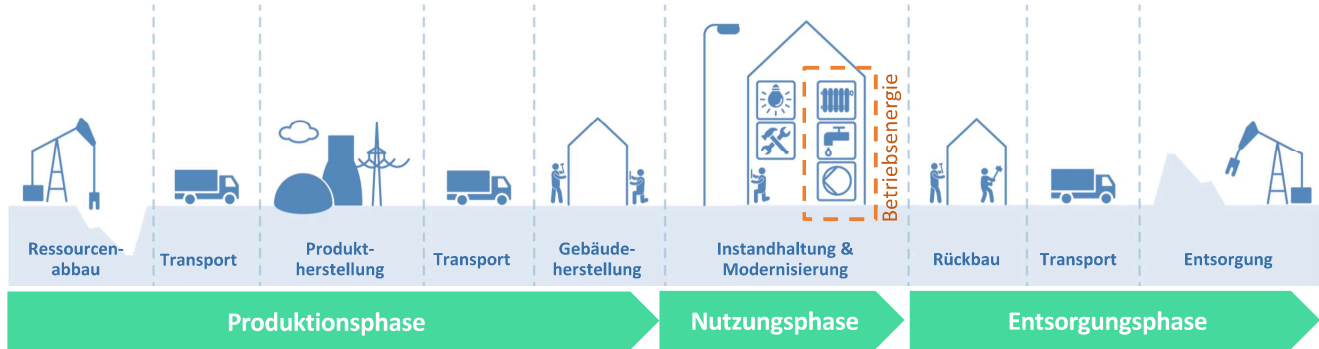 Betriebsenergie
Ressourcen-
abbau
Transport
Produkt-
herstellung
Transport
Gebäude-
herstellung
Instandhaltung &
Modernisierung
Rückbau
Transport
Entsorgung
Produktionsphase
Nutzungsphase
Entsorgungsphase